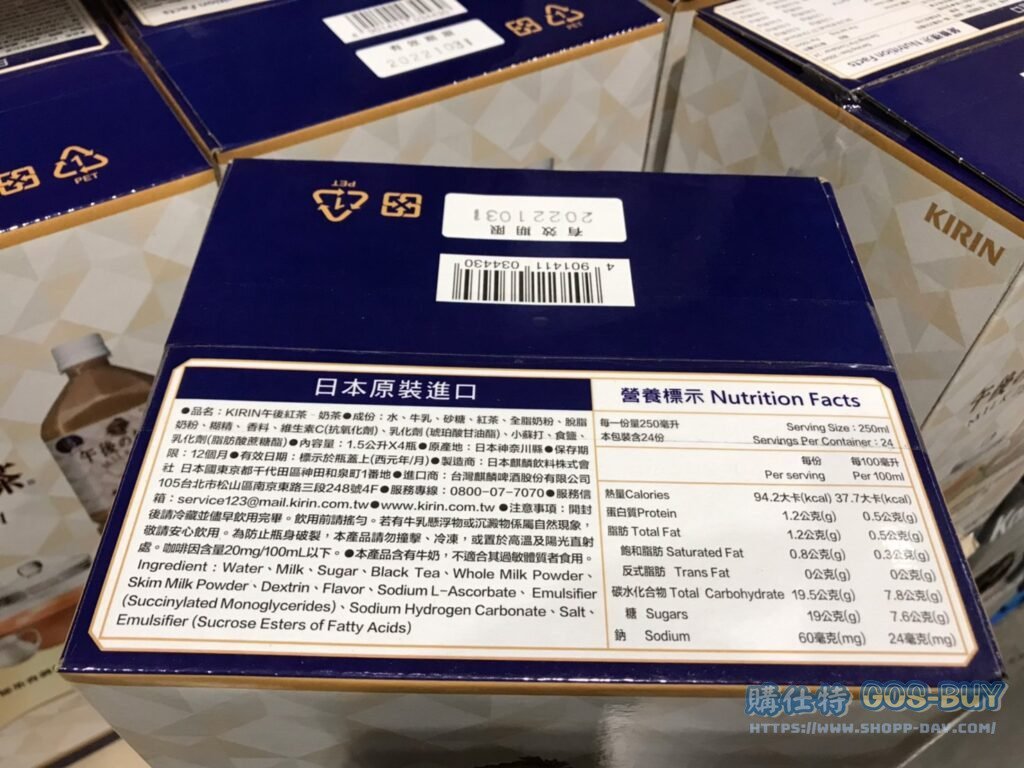 Nutrition Facts
有效期限
20221031
PET
營養標示 Nutrition Facts
PET
KIRIN
PET
20221031
有效期限
4 901411 034430
日本原裝進口
●品名：KIRIN午後紅茶-奶茶●成份：水、牛乳、砂糖、紅茶、全脂奶粉、脫脂
奶粉、糊精、香料、維生素C(抗氧化劑)、乳化劑(琥珀酸甘油酯)、小蘇打、食鹽、
乳化劑(脂肪酸蔗糖酯)●內容量：1.5公升X4瓶●原產地：日本神奈川縣●保存期
限：12個月●有效日期：標示於瓶蓋上(西元年/月)●製造商：日本麒麟飲料株式會
社 日本國東京都千代田區神田和泉町1番地●進口商：台灣麒麟啤酒股份有限公司
105台北市松山區南京東路三段248號4F●服務專線：0800-07-7070●服務信
箱：service123@mail.kirin.com.tw●www.kirin.com.tw ●注意事項：開封
後請冷藏並儘早飲用完畢。飲用前請搖勻。若有牛乳懸浮物或沉澱物係屬自然現象，
敬請安心飲用。為防止瓶身破裂，本產品請勿撞擊、冷凍，或置於高溫及陽光直射
處。咖啡因含量20mg/100mL以下。●本產品含有牛奶，不適合其過敏體質者食用。
Ingredient：Water、Milk、Sugar、Black Tea、Whole Milk Powder、
Skim Milk Powder、Dextrin、Flavor、Sodium L-Ascorbate、Emulsifier
(Succinylated Monoglycerides)、Sodium Hydrogen Carbonate、Salt、
Emulsifier (Sucrose Esters of Fatty Acids)
營養標示 Nutrition Facts
每一份量250毫升 Serving Size：250ml
本包裝含24份 Servings Per Container：24
每份 每100毫升
Per serving Per 100ml
熱量Calories 94.2大卡(kcal) 37.7大卡(kcal)
蛋白質Protein 1.2公克(g) 0.5公克(g)
脂肪 Total Fat 1.2公克(g) 0.5公克(g)
飽和脂肪 Saturated Fat 0.8公克(g) 0.3公克(g)
反式脂肪 Trans Fat 0公克(g) 0公克(g)
碳水化合物 Total Carbohydrate 19.5公克(g) 7.8公克(g)
糖 Sugars 19公克(g) 7.6公克(g)
鈉 Sodium 60毫克(mg) 24毫克(mg)
購仕特 GOS-BUY
HTTPS://WWW.SHOPP-DAY.COM/